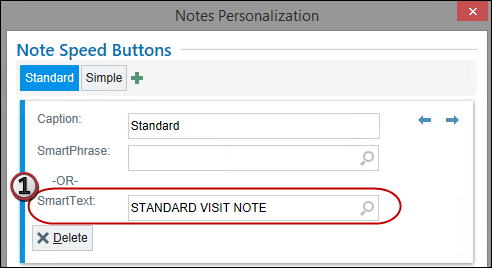 Notes Personalization
Note Speed Buttons
Standard Simple
Caption: Standard
SmartPhrase:
-OR-
1
SmartText: STANDARD VISIT NOTE
Delete